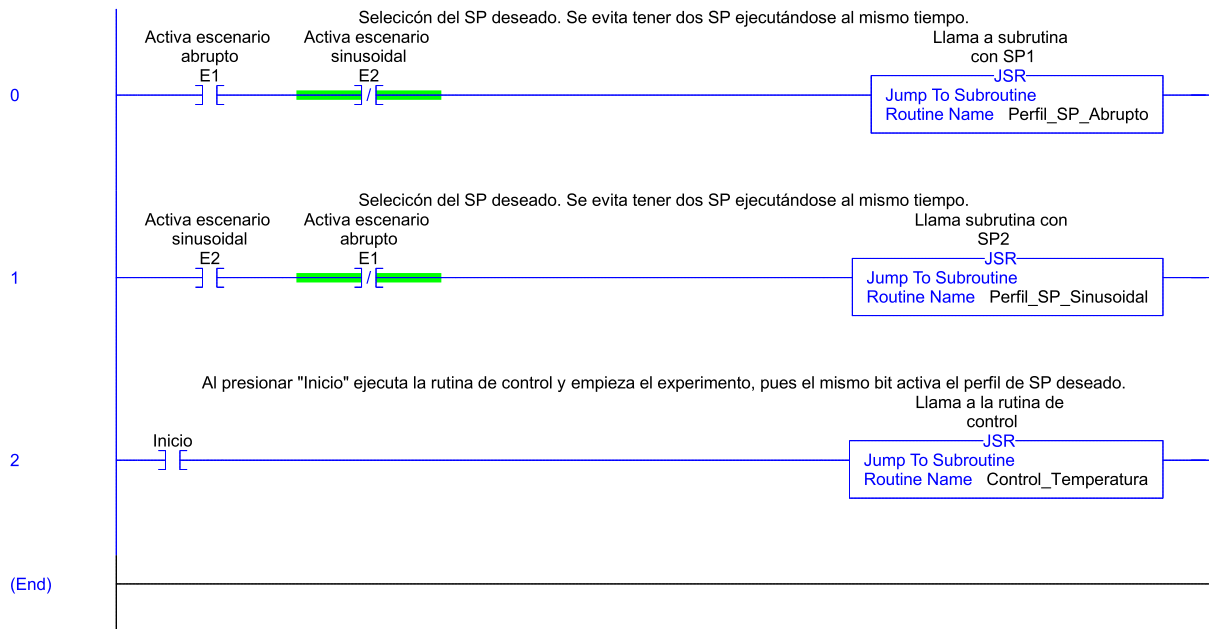 Selecicón del SP deseado. Se evita tener dos SP ejecutándose al mismo tiempo.
Activa escenario abrupto
E1
Activa escenario sinusoidal
E2
/
Llama a subrutina con SP1
JSR
0
Jump To Subroutine
Routine Name Perfil_SP_Abrupto
Selecicón del SP deseado. Se evita tener dos SP ejecutándose al mismo tiempo.
Activa escenario sinusoidal
E2
Activa escenario abrupto
E1
/
Llama subrutina con SP2
JSR
1
Jump To Subroutine
Routine Name Perfil_SP_Sinusoidal
Al presionar "Inicio" ejecuta la rutina de control y empieza el experimento, pues el mismo bit activa el perfil de SP deseado.
Inicio
Llama a la rutina de control
JSR
2
Jump To Subroutine
Routine Name Control_Temperatura
(End)